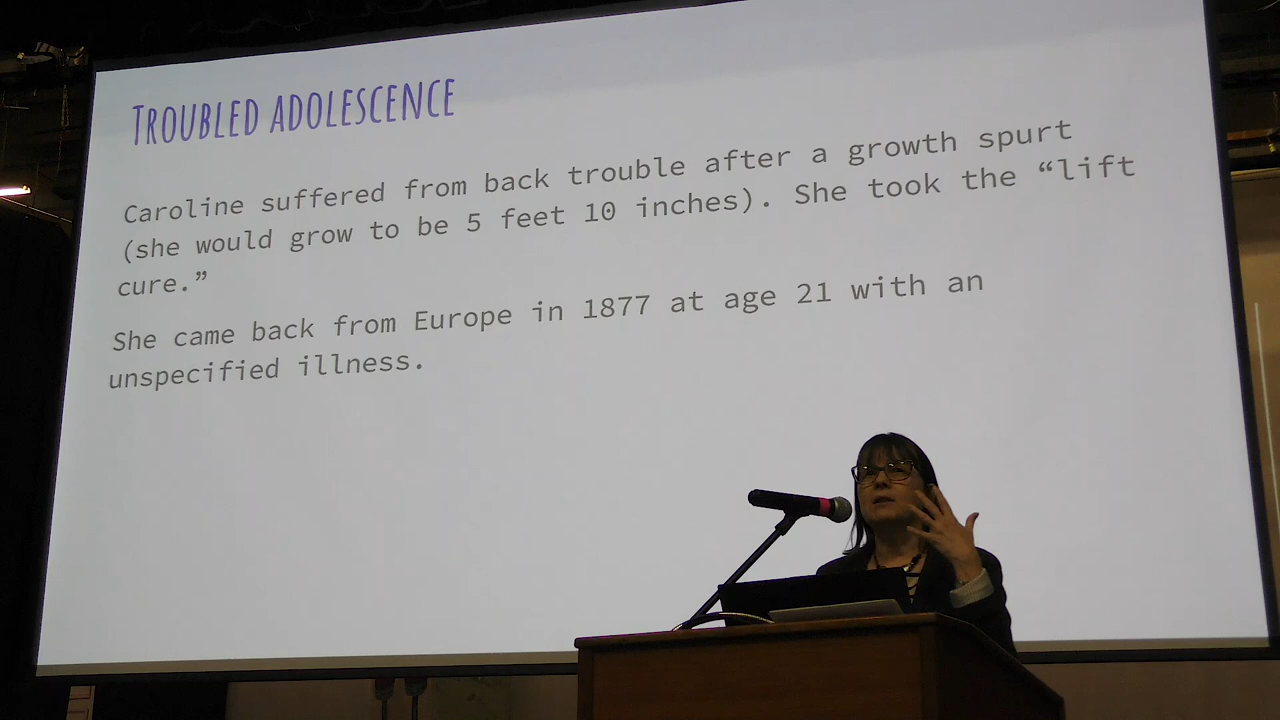 TROUBLED ADOLESCENCE
Caroline suffered from back trouble after a growth spurt
(she would grow to be 5 feet 10 inches). She took the “lift
cure.”
She came back from Europe in 1877 at age 21 with an
unspecified illness.